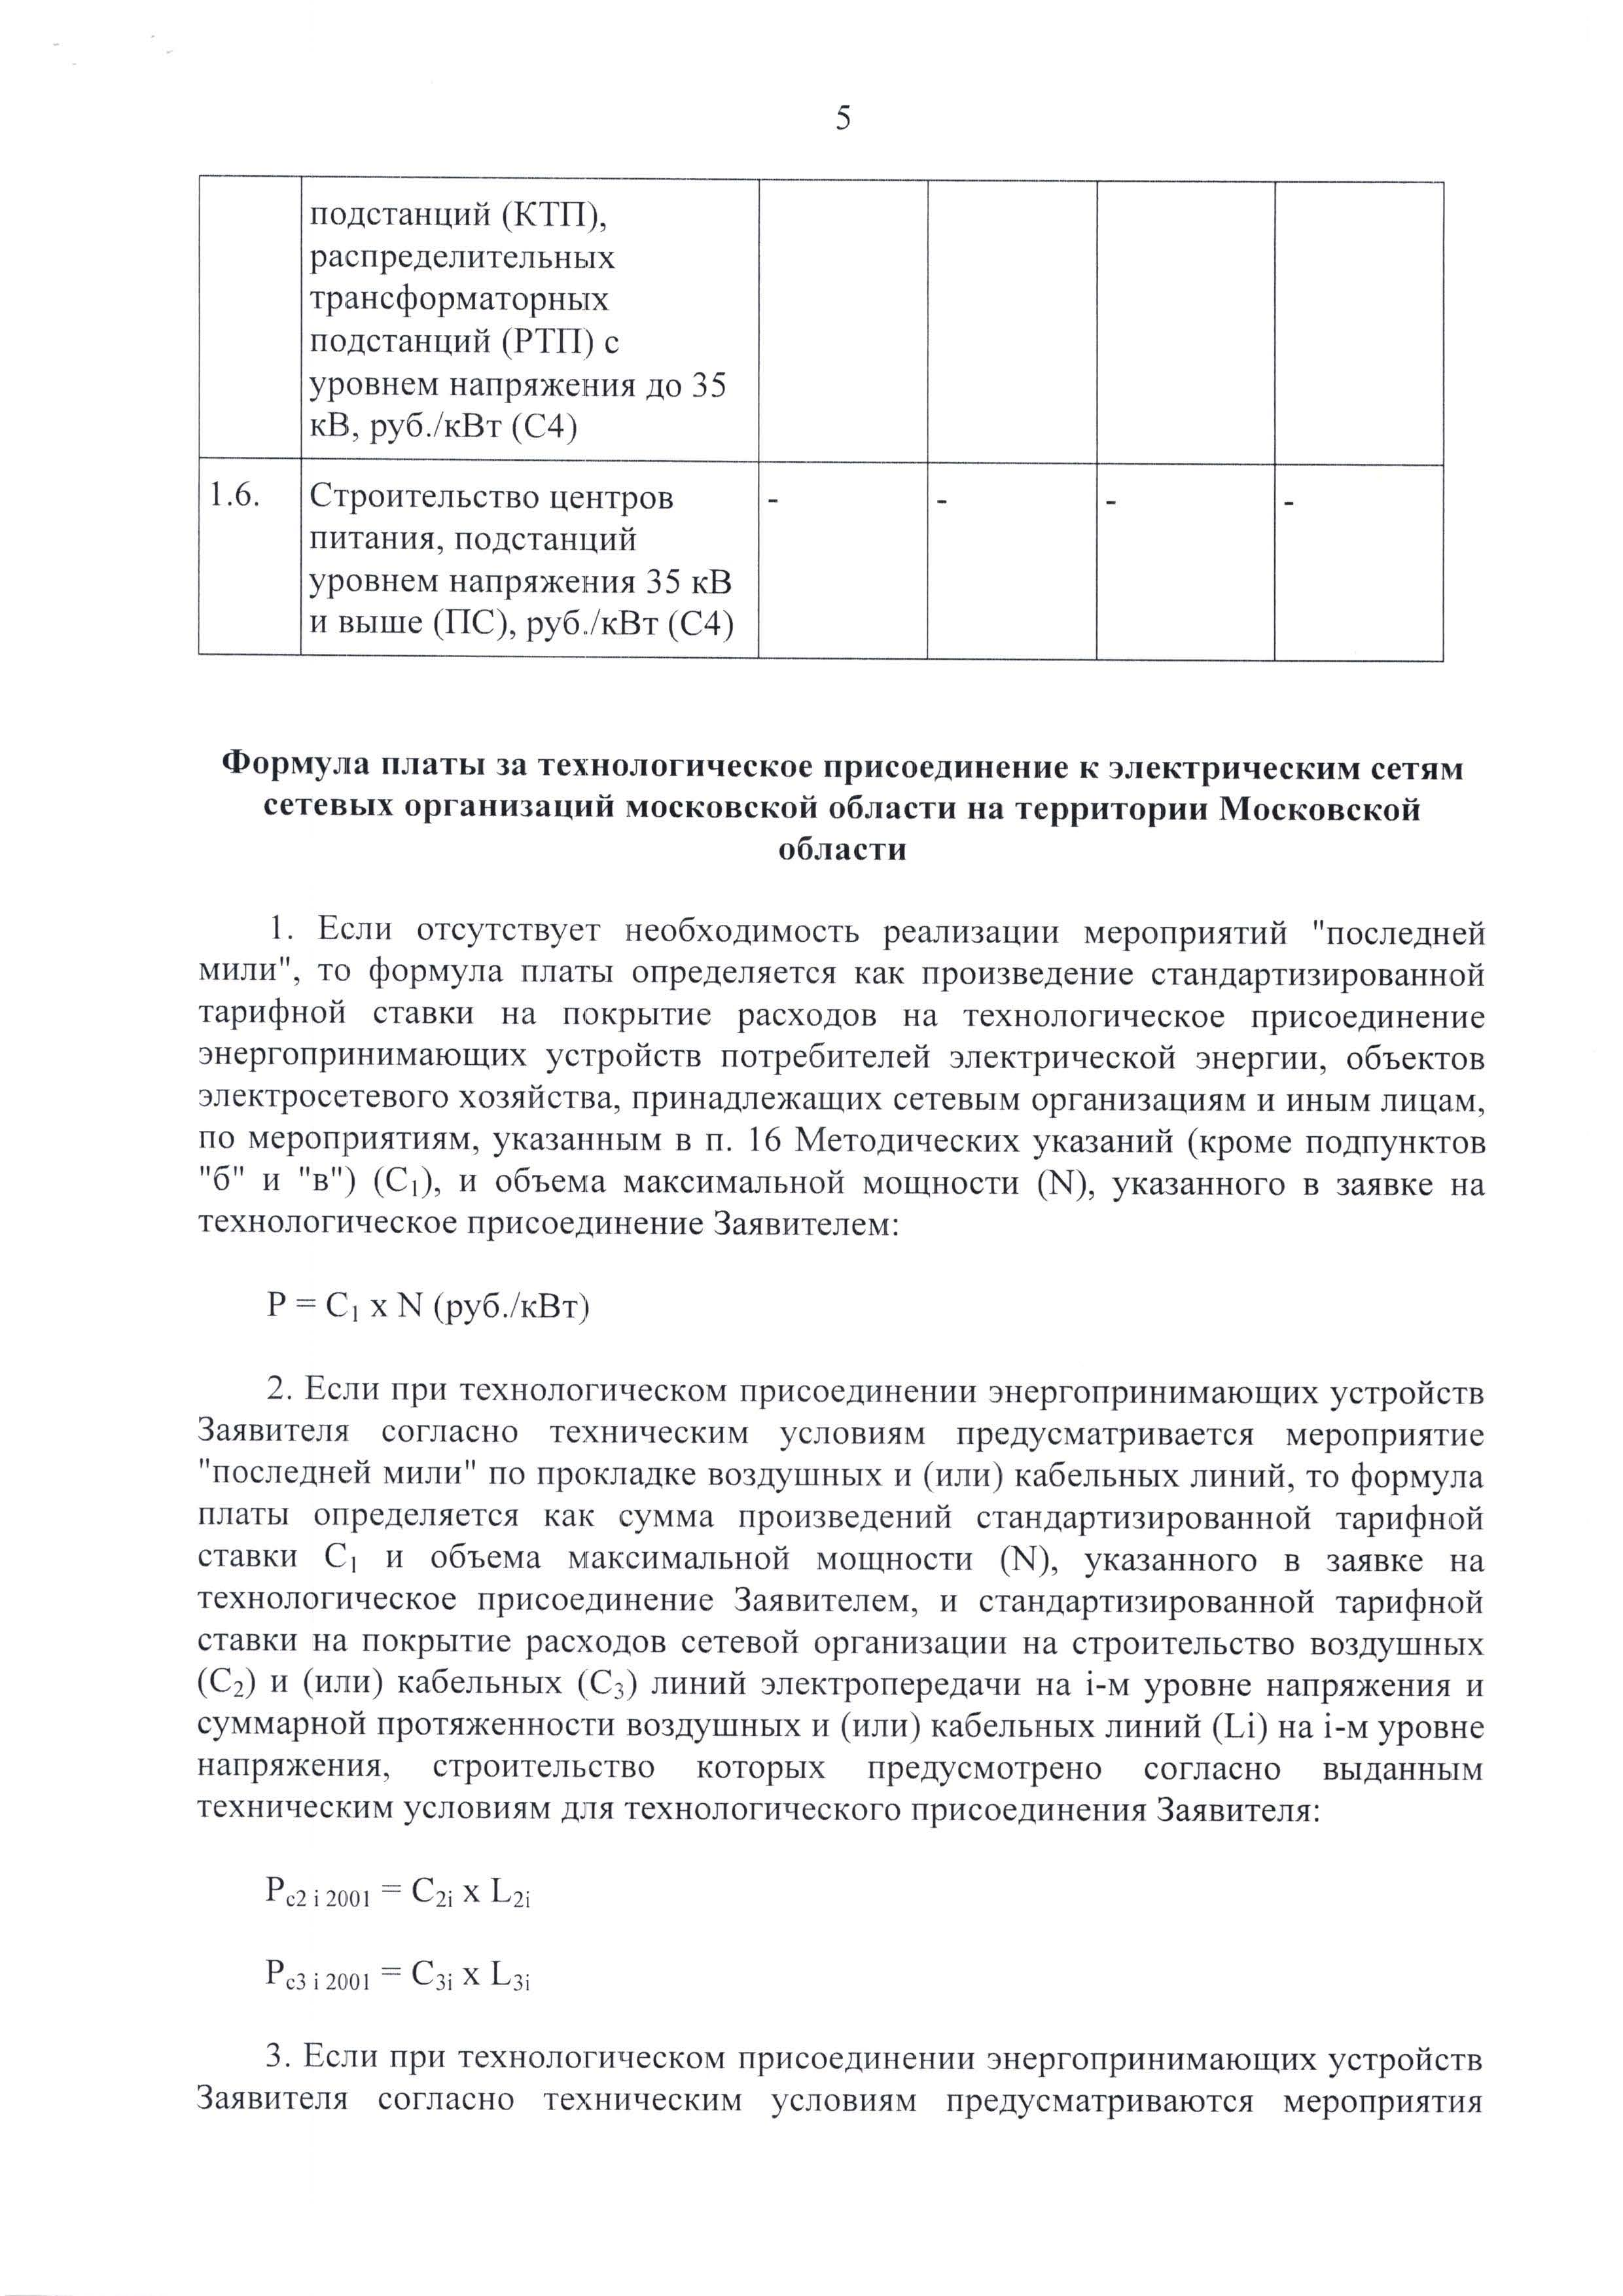 5
подстанций (КТП),
распределительных
трансформаторных
подстанций (РТП) с
уровнем напряжения до 35
кВ, руб./кВт (С4)
1.6. Строительство центров - - - -
питания, подстанций
уровнем напряжения 35 кВ
и выше (ПС), руб./кВт (С4)
Формула платы за технологическое присоединение к электрическим сетям
сетевых организаций московской области на территории Московской
области
1. Если отсутствует необходимость реализации мероприятий "последней
мили", то формула платы определяется как произведение стандартизированной
тарифной ставки на покрытие расходов на технологическое присоединение
энергопринимающих устройств потребителей электрической энергии, объектов
электросетевого хозяйства, принадлежащих сетевым организациям и иным лицам,
по мероприятиям, указанным в п. 16 Методических указаний (кроме подпунктов
"б" и "в") (С₁), и объема максимальной мощности (N), указанного в заявке на
технологическое присоединение Заявителем:
Р = С₁ х N (руб./кВт)
2. Если при технологическом присоединении энергопринимающих устройств
Заявителя согласно техническим условиям предусматривается мероприятие
"последней мили" по прокладке воздушных и (или) кабельных линий, то формула
платы определяется как сумма произведений стандартизированной тарифной
ставки С₁ и объема максимальной мощности (N), указанного в заявке на
технологическое присоединение Заявителем, и стандартизированной тарифной
ставки на покрытие расходов сетевой организации на строительство воздушных
(С₂) и (или) кабельных (С₃) линий электропередачи на i-м уровне напряжения и
суммарной протяженности воздушных и (или) кабельных линий (Li) на i-м уровне
напряжения, строительство которых предусмотрено согласно выданным
техническим условиям для технологического присоединения Заявителя:
Рс2 i 2001 = С2i х L2i
Рс3 i 2001 = С3i х L3i
3. Если при технологическом присоединении энергопринимающих устройств
Заявителя согласно техническим условиям предусматриваются мероприятия